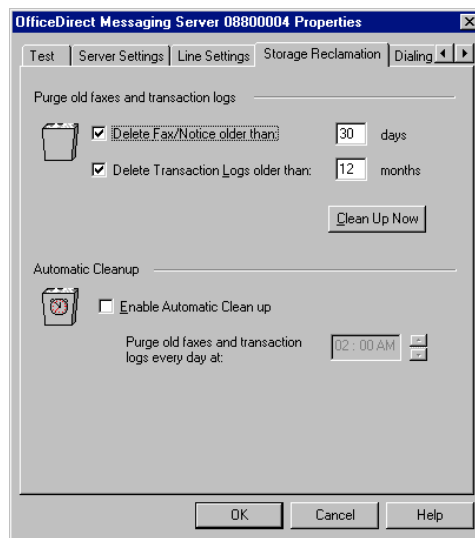 OfficeDirect Messaging Server 08800004 Properties
Test Server Settings Line Settings Storage Reclamation Dialing
Purge old faxes and transaction logs
Delete Fax/Notice older than: 30 days
Delete Transaction Logs older than: 12 months
Clean Up Now
Automatic Cleanup
Enable Automatic Clean up
Purge old faxes and transaction
logs every day at: 02 : 00 AM
OK Cancel Help